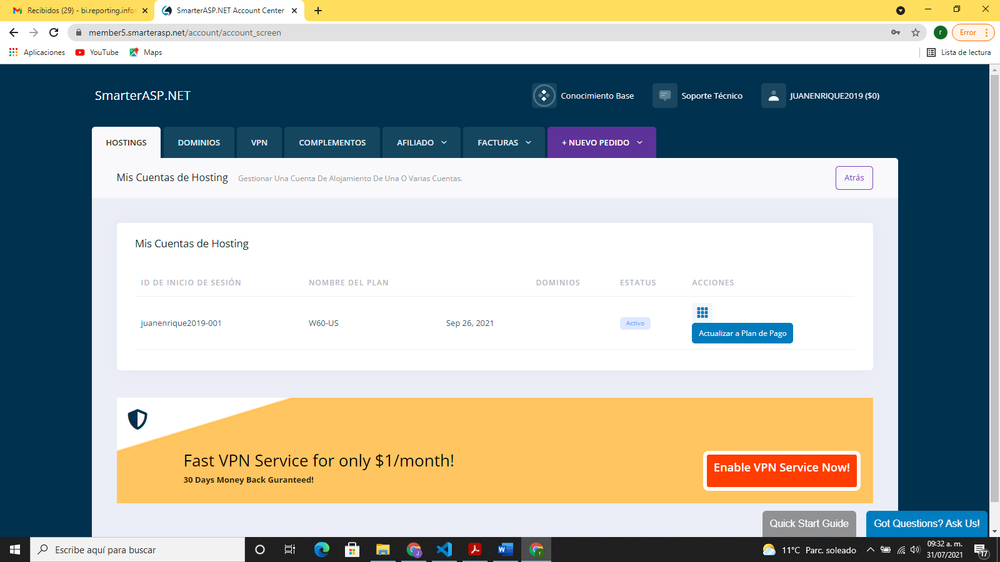 Recibidos (29) - bi.reporting.info
SmarterASP.NET Account Center
member5.smarterasp.net/account/account_screen
r
Error
Aplicaciones
YouTube
Maps
Lista de lectura
SmarterASP.NET
Conocimiento Base
Soporte Técnico
JUANENRIQUE2019 ($0)
HOSTINGS
DOMINIOS
VPN
COMPLEMENTOS
AFILIADO
FACTURAS
+ NUEVO PEDIDO
Mis Cuentas de Hosting
Gestionar Una Cuenta De Alojamiento De Una O Varias Cuentas.
Atrás
Mis Cuentas de Hosting
ID DE INICIO DE SESIÓN
NOMBRE DEL PLAN
DOMINIOS
ESTATUS
ACCIONES
juanenrique2019-001
W60-US
Sep 26, 2021
Activo
Actualizar a Plan de Pago
Fast VPN Service for only $1/month!
30 Days Money Back Guranteed!
Enable VPN Service Now!
Quick Start Guide
Got Questions? Ask Us!
Escribe aquí para buscar
J
r
11°C Parc. soleado
09:32 a. m.
31/07/2021
17